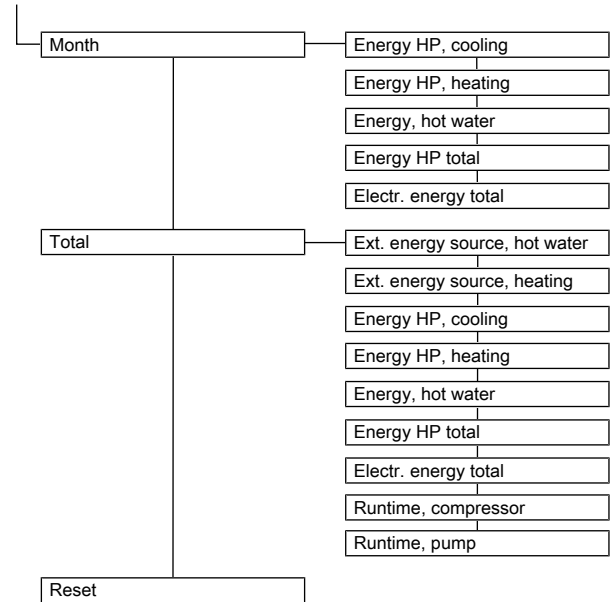 Month
Energy HP, cooling
Energy HP, heating
Energy, hot water
Energy HP total
Electr. energy total
Total
Ext. energy source, hot water
Ext. energy source, heating
Energy HP, cooling
Energy HP, heating
Energy, hot water
Energy HP total
Electr. energy total
Runtime, compressor
Runtime, pump
Reset